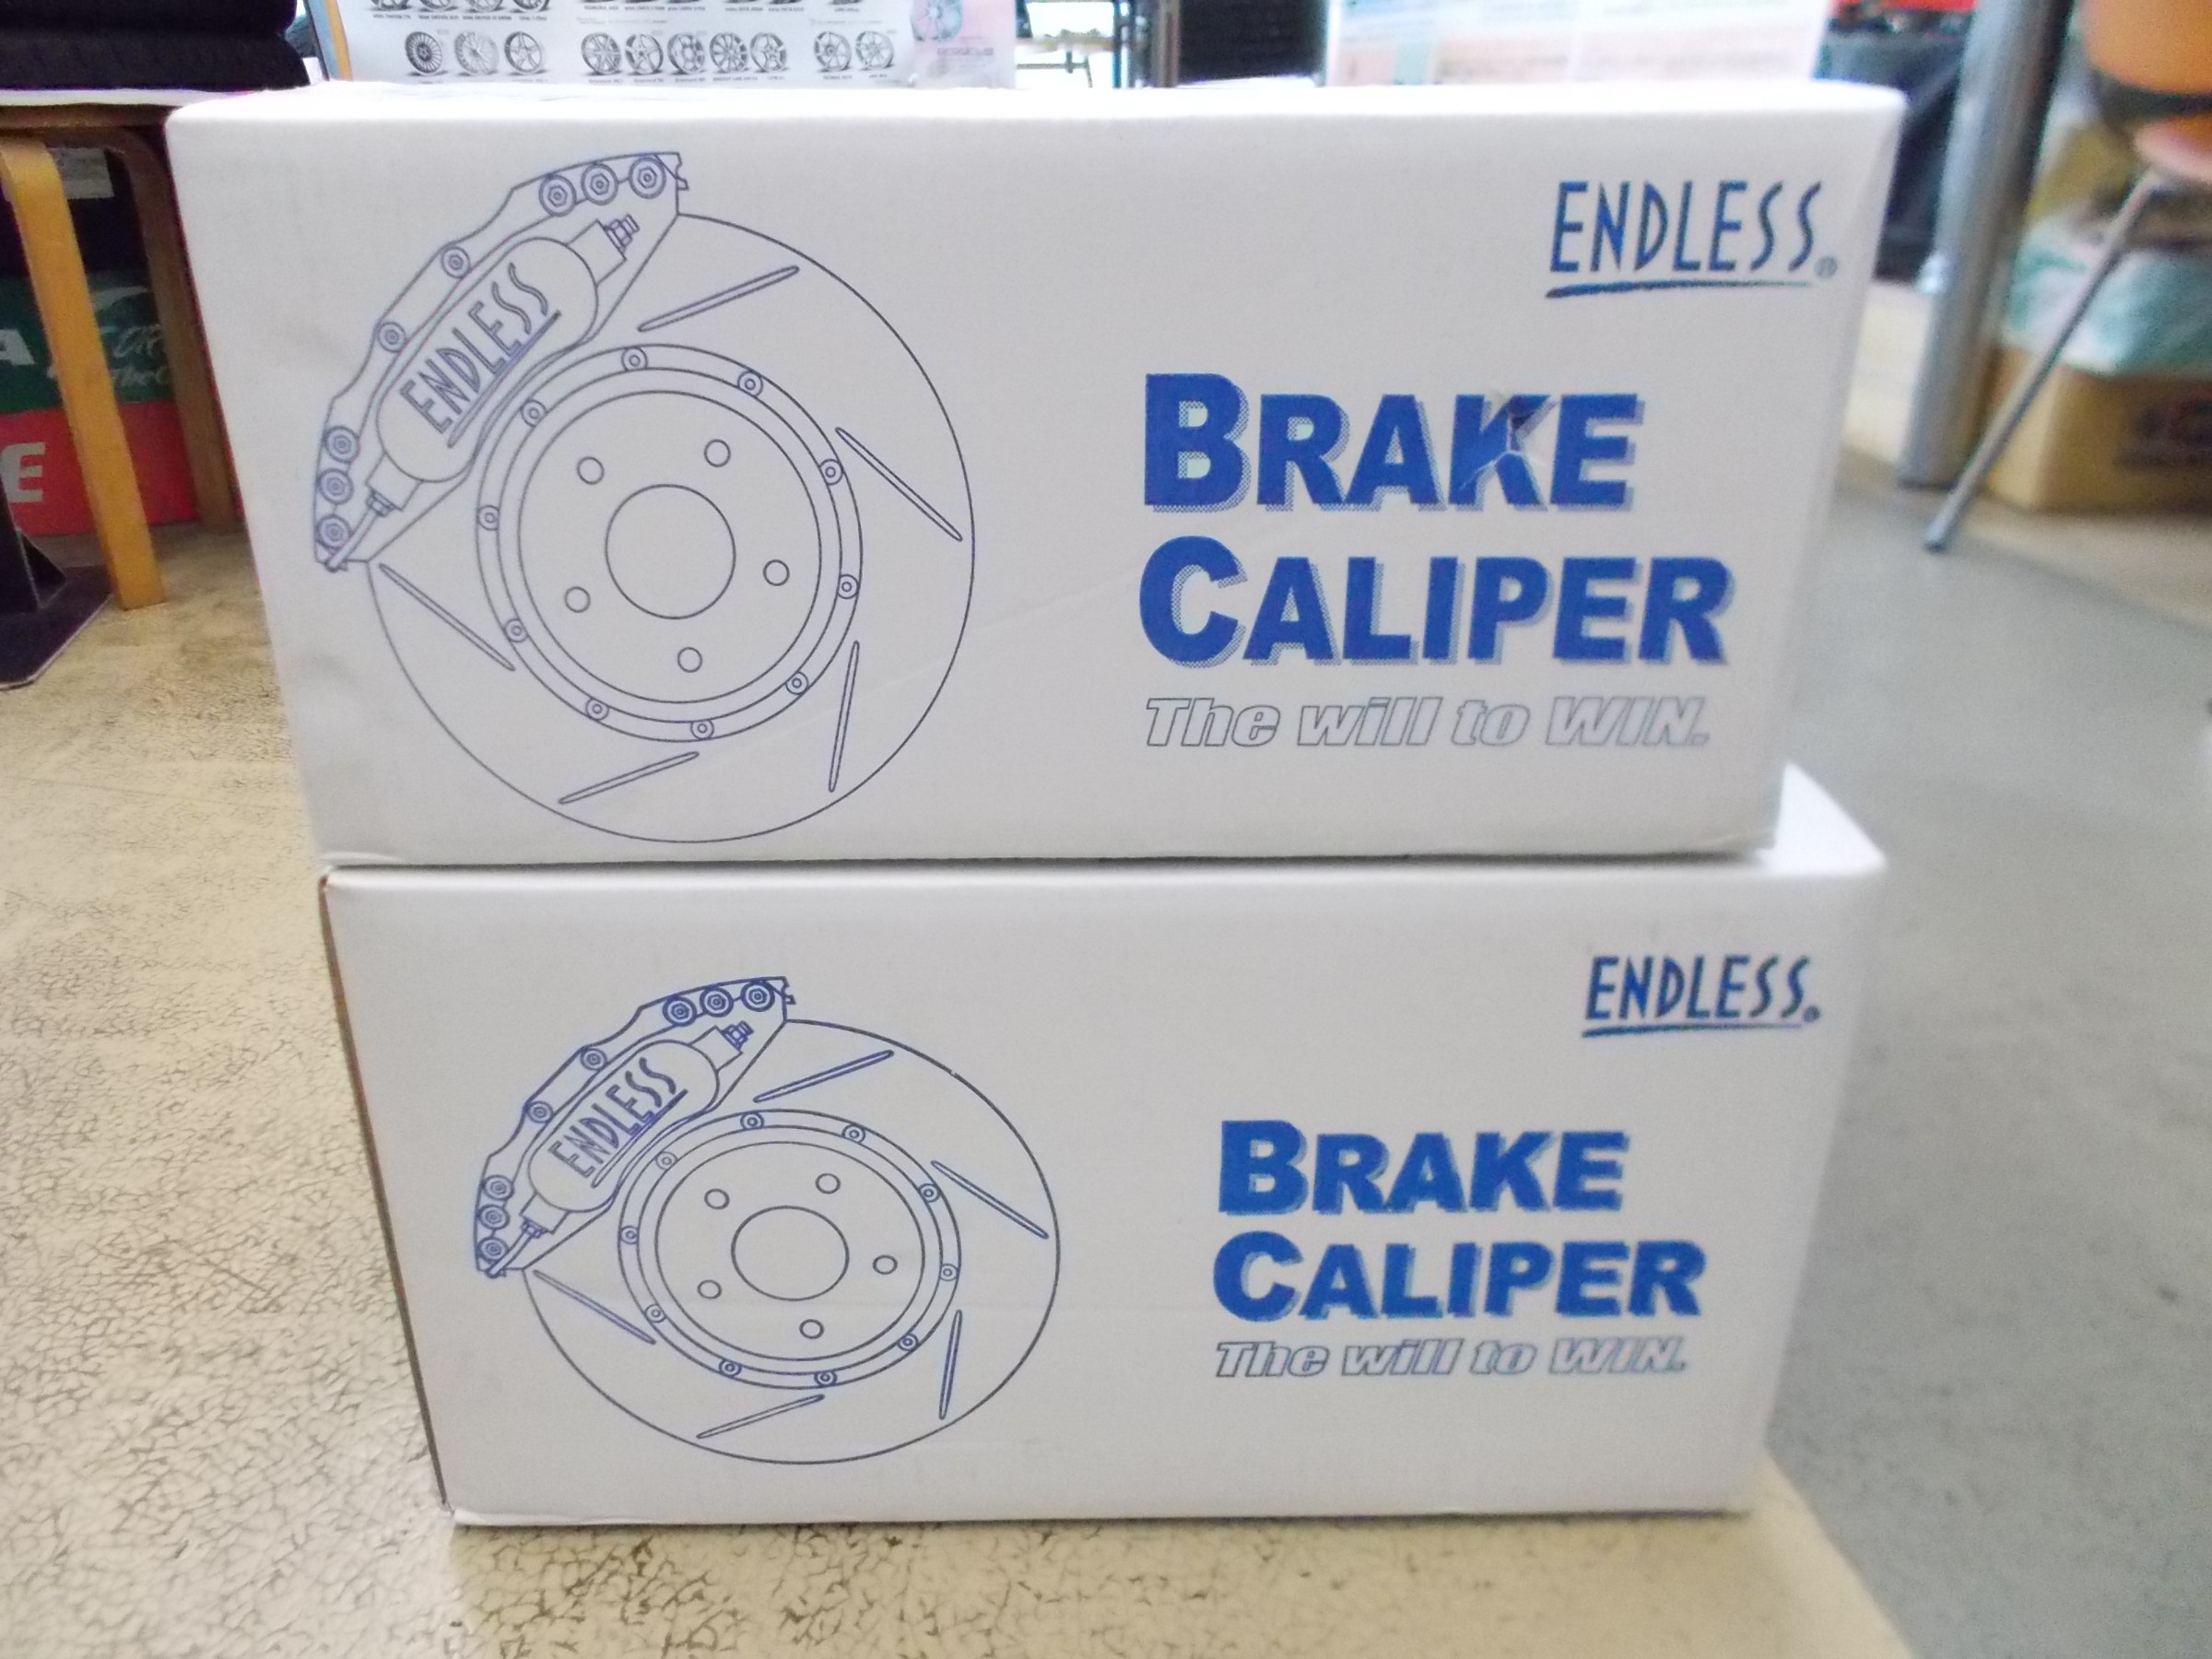 ENDLESS®
ENDLESS
BRAKE
CALIPER
The will to WIN.
ENDLESS®
ENDLESS
BRAKE
CALIPER
The will to WIN.
A
E